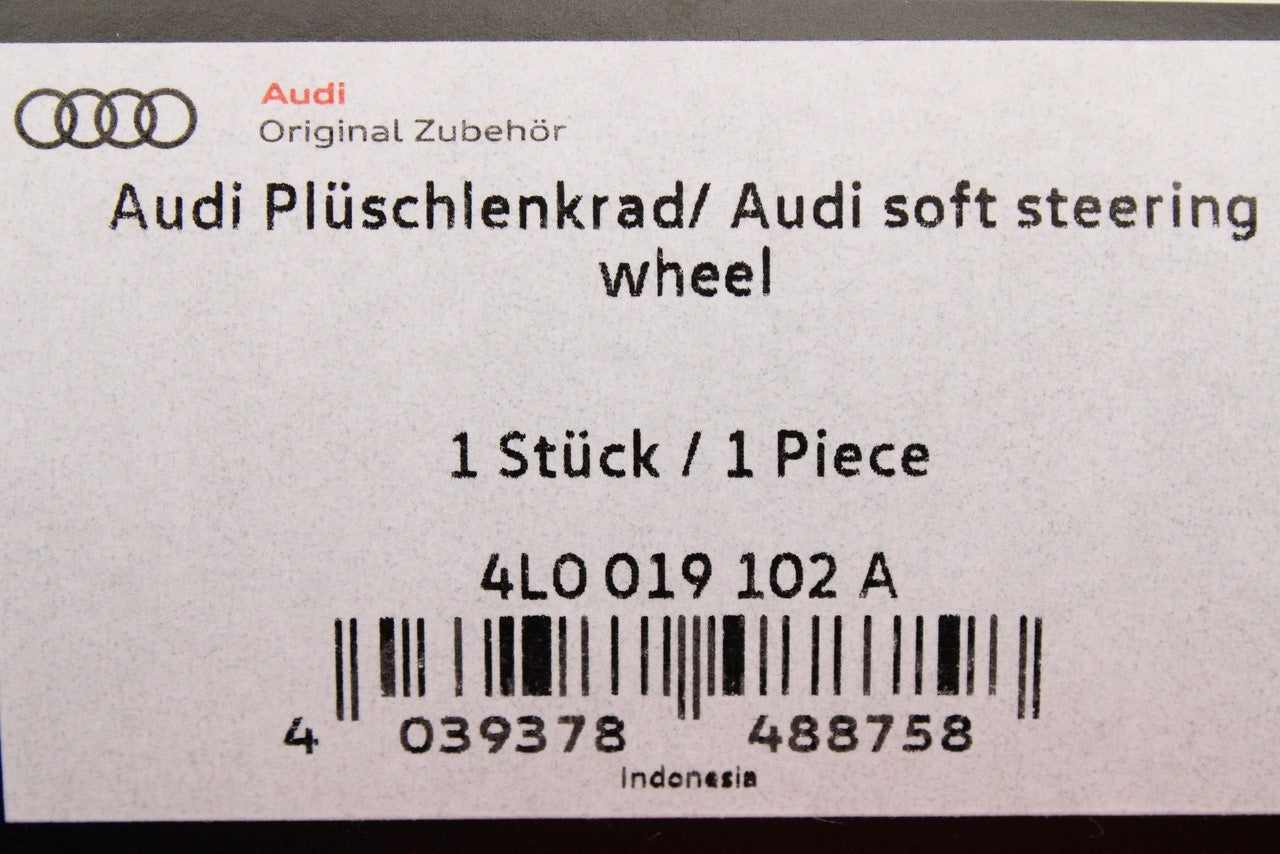 Audi
Original Zubehör
Audi Plüschlenkrad/ Audi soft steering
wheel
1 Stück / 1 Piece
4L0 019 102 A
4 039378 488758
Indonesia